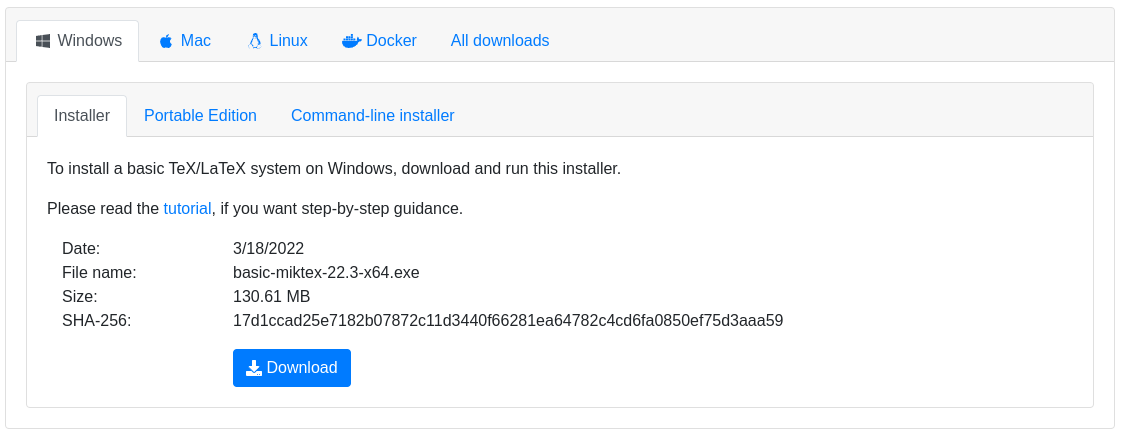 Windows Mac Linux Docker All downloads
Installer Portable Edition Command-line installer
To install a basic TeX/LaTeX system on Windows, download and run this installer.
Please read the tutorial, if you want step-by-step guidance.
Date: 3/18/2022
File name: basic-miktex-22.3-x64.exe
Size: 130.61 MB
SHA-256: 17d1ccad25e7182b07872c11d3440f66281ea64782c4cd6fa0850ef75d3aaa59
Download